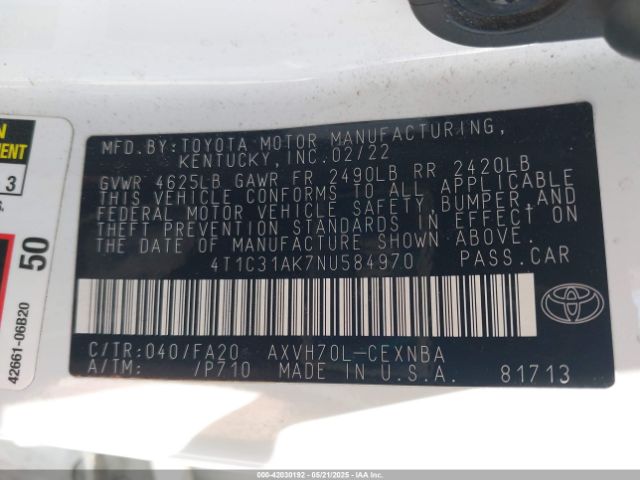 MFD.BY:TOYOTA MOTOR MANUFACTURING,
KENTUCKY, INC.02/22
GVWR 4625LB GAWR FR 2490LB RR 2420LB
THIS VEHICLE CONFORMS TO ALL APPLICABLE
FEDERAL MOTOR VEHICLE SAFETY, BUMPER, AND
THEFT PREVENTION STANDARDS IN EFFECT ON
THE DATE OF MANUFACTURE SHOWN ABOVE.
4T1C31AK7NU584970 PASS.CAR
C/TR:040/FA20 AXVH70L-CEXNBA
A/TM: /P710 MADE IN U.S.A. 81713
3
50
42661-06B20
000-42030192 - 05/21/2025 - IAAI.COM